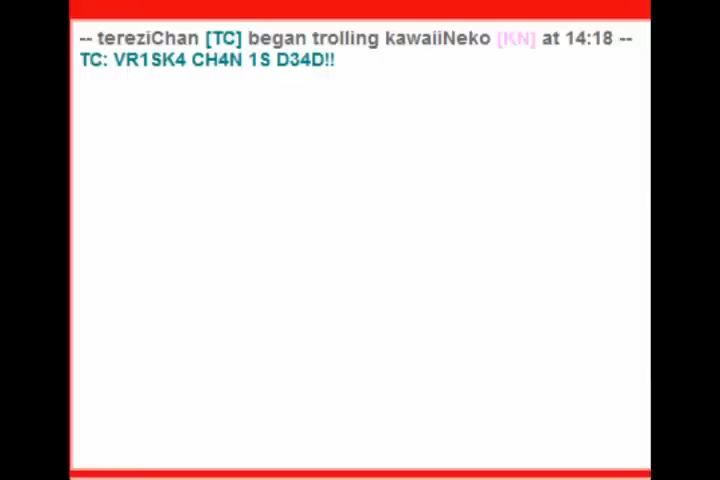 -- tereziChan [TC] began trolling kawaiiNeko [KN] at 14:18 --
TC: VR1SK4 CH4N 1S D34D!!